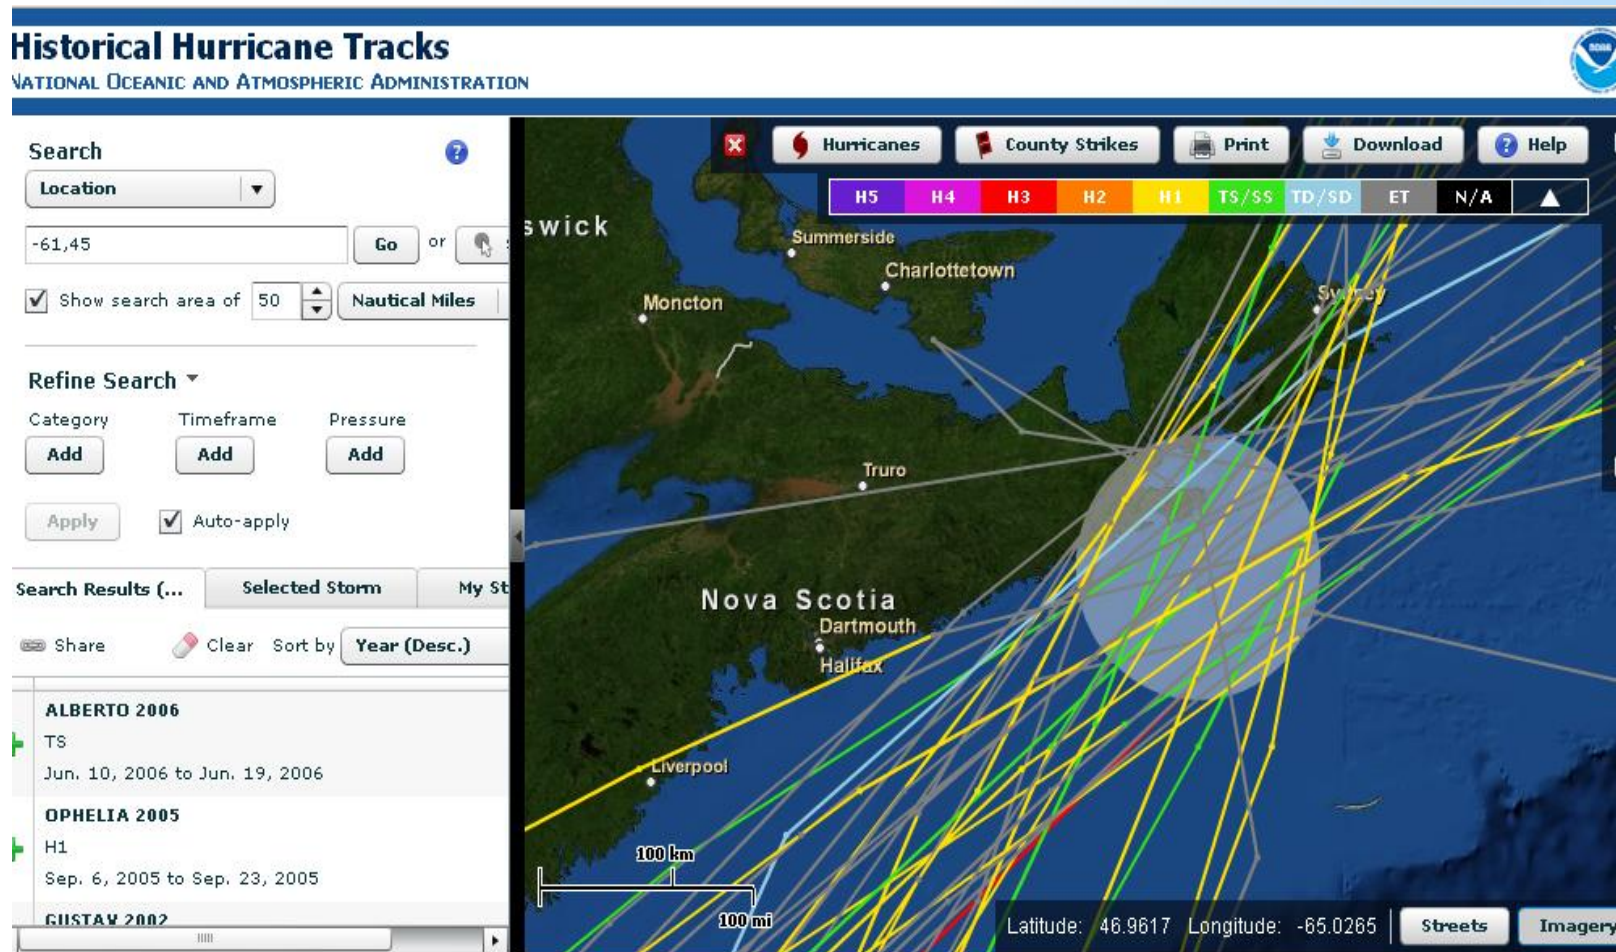 Historical Hurricane Tracks
NATIONAL OCEANIC AND ATMOSPHERIC ADMINISTRATION
Search
Location
-61,45
Go or
Show search area of 50 Nautical Miles
Refine Search
Category Timeframe Pressure
Add Add Add
Apply Auto-apply
Search Results (... Selected Storm My St
Share Clear Sort by Year (Desc.)
ALBERTO 2006
TS
Jun. 10, 2006 to Jun. 19, 2006
OPHELIA 2005
H1
Sep. 6, 2005 to Sep. 23, 2005
GUSTAV 2002
Hurricanes County Strikes Print Download Help
H5 H4 H3 H2 H1 TS/SS TD/SD ET N/A
swick
Summerside
Charlottetown
Sydney
Moncton
Truro
Nova Scotia
Dartmouth
Halifax
Liverpool
100 km
100 mi
Latitude: 46.9617 Longitude: -65.0265 Streets Imagery